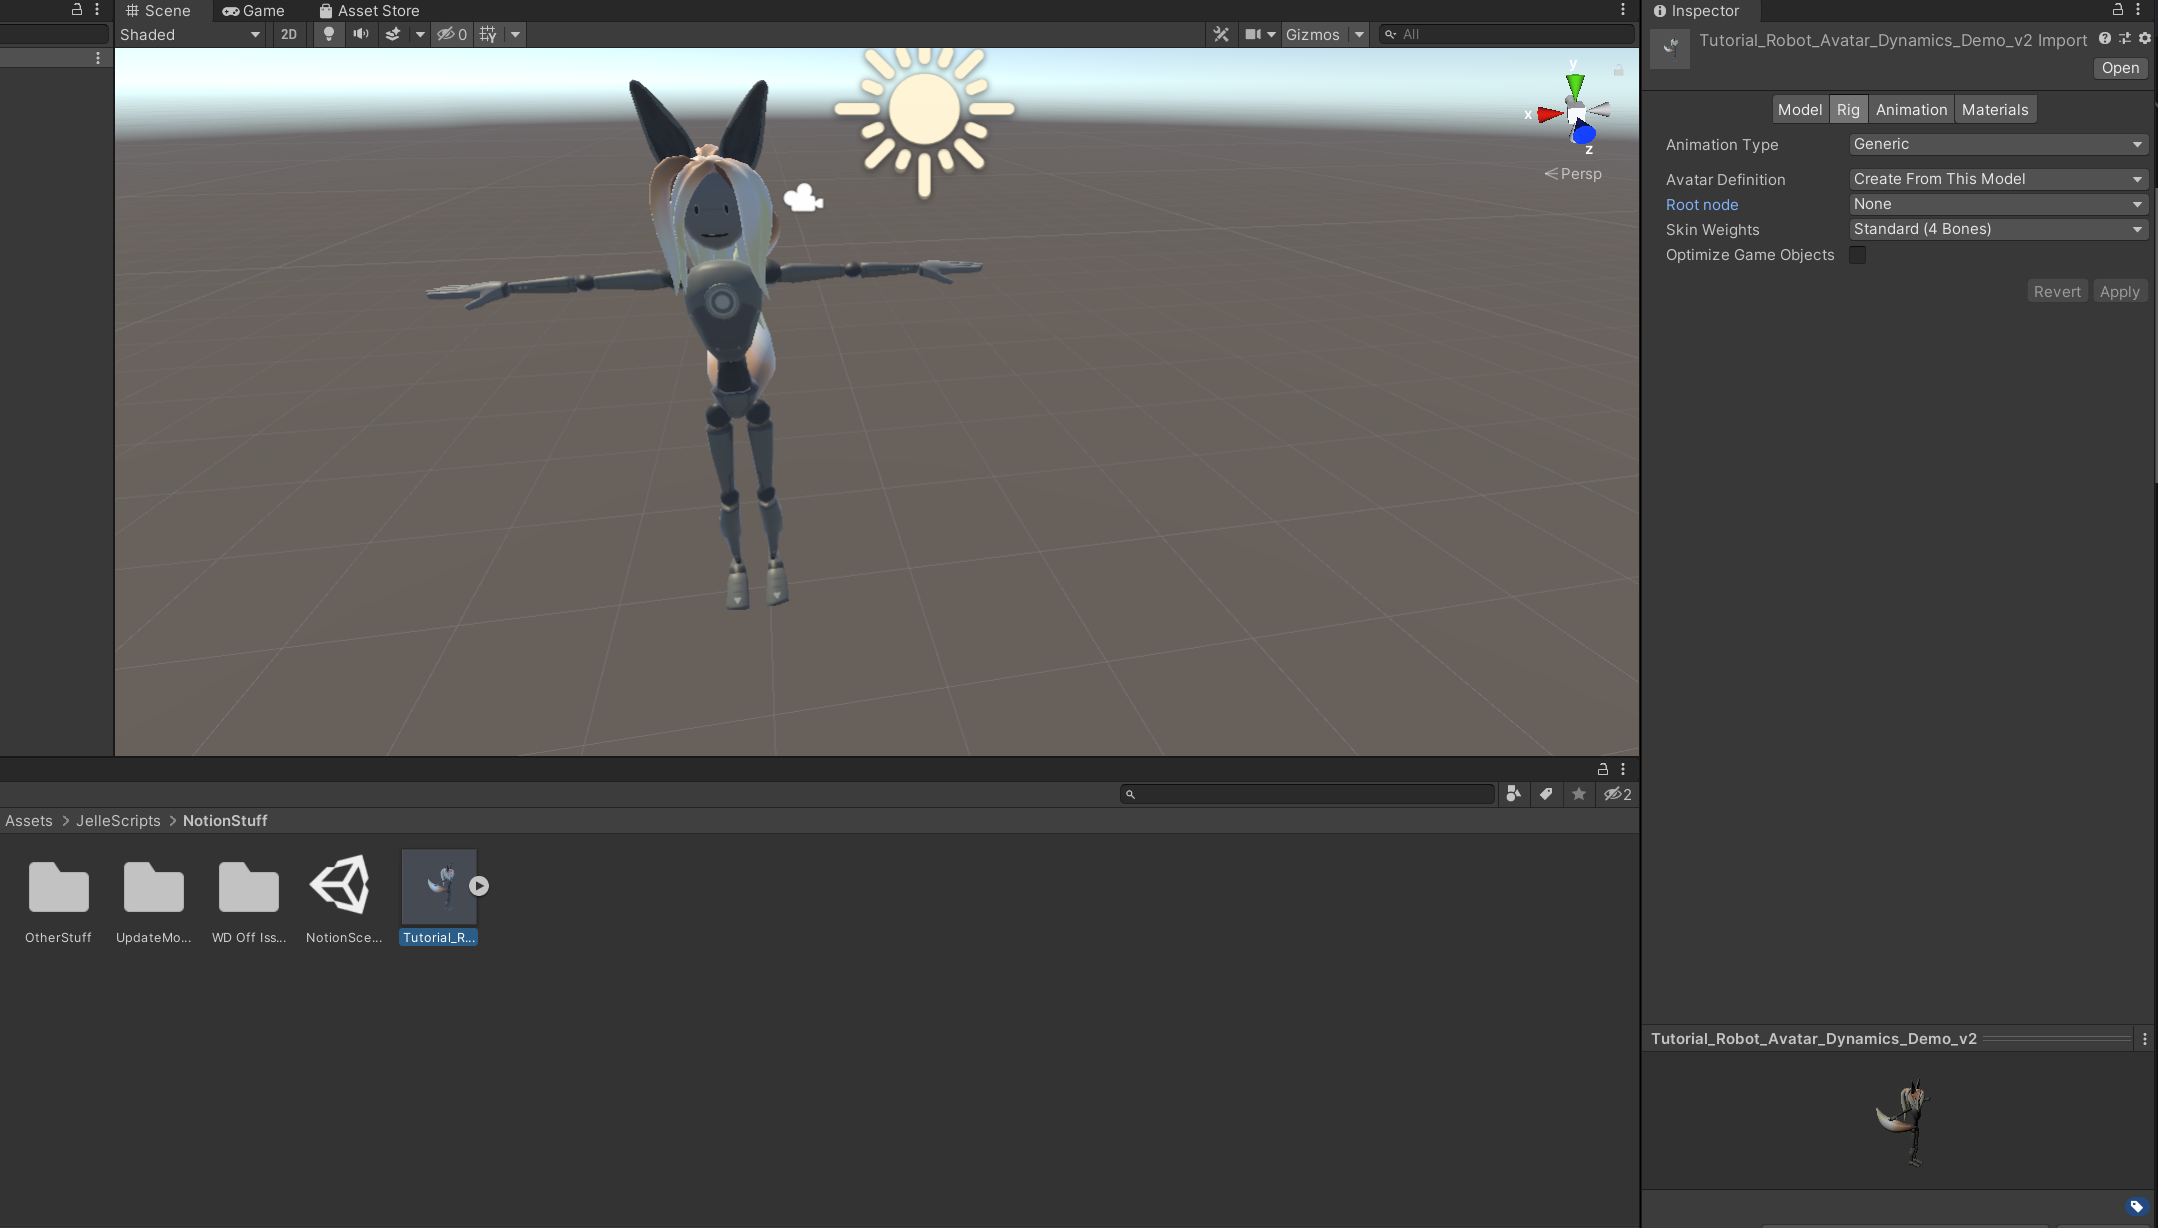 Scene
Game
Asset Store
Shaded
2D
0
Gizmos
All
y
x
z
Persp
2
Assets
JelleScripts
NotionStuff
OtherStuff
UpdateMo...
WD Off Iss...
NotionSce...
Tutorial_R...
Inspector
Tutorial_Robot_Avatar_Dynamics_Demo_v2 Import
Open
Model
Rig
Animation
Materials
Animation Type
Generic
Avatar Definition
Create From This Model
Root node
None
Skin Weights
Standard (4 Bones)
Optimize Game Objects
Revert
Apply
Tutorial_Robot_Avatar_Dynamics_Demo_v2